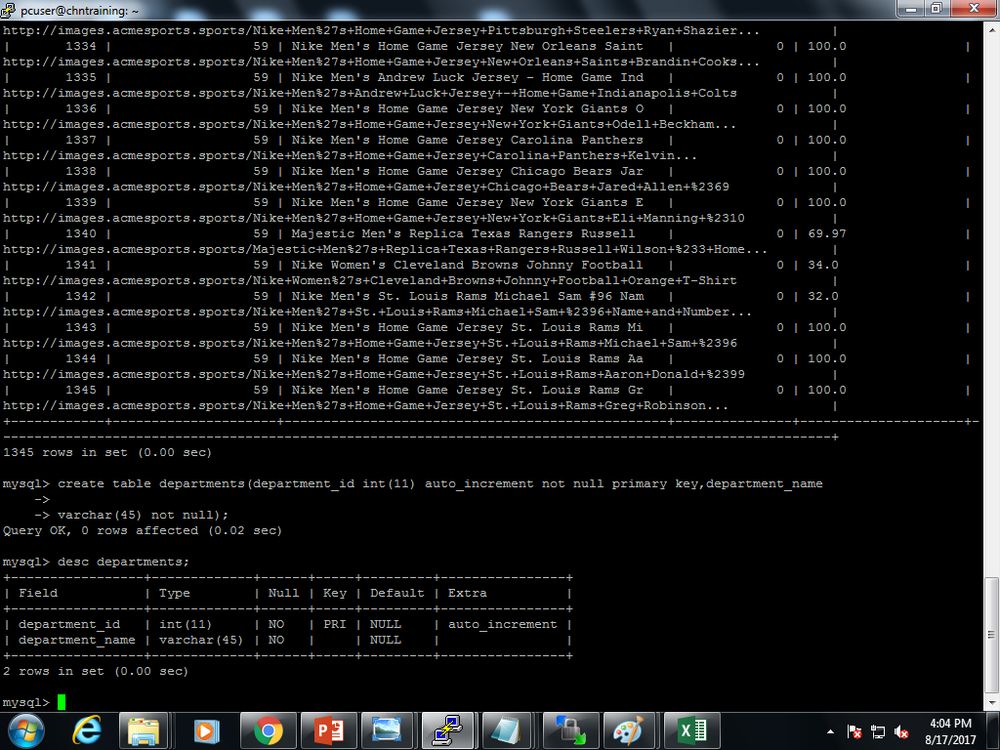 pcuser@chntraining: ~
http://images.acmesports.sports/Nike+Men%27s+Home+Game+Jersey+Pittsburgh+Steelers+Ryan+Shazier... |
| 1334 | 59 | Nike Men's Home Game Jersey New Orleans Saint | 0 | 100.0 |
http://images.acmesports.sports/Nike+Men%27s+Home+Game+Jersey+New+Orleans+Saints+Brandin+Cooks... |
| 1335 | 59 | Nike Men's Andrew Luck Jersey - Home Game Ind | 0 | 100.0 |
http://images.acmesports.sports/Nike+Men%27s+Andrew+Luck+Jersey+-+Home+Game+Indianapolis+Colts |
| 1336 | 59 | Nike Men's Home Game Jersey New York Giants O | 0 | 100.0 |
http://images.acmesports.sports/Nike+Men%27s+Home+Game+Jersey+New+York+Giants+Odell+Beckham... |
| 1337 | 59 | Nike Men's Home Game Jersey Carolina Panthers | 0 | 100.0 |
http://images.acmesports.sports/Nike+Men%27s+Home+Game+Jersey+Carolina+Panthers+Kelvin... |
| 1338 | 59 | Nike Men's Home Game Jersey Chicago Bears Jar | 0 | 100.0 |
http://images.acmesports.sports/Nike+Men%27s+Home+Game+Jersey+Chicago+Bears+Jared+Allen+%2369 |
| 1339 | 59 | Nike Men's Home Game Jersey New York Giants E | 0 | 100.0 |
http://images.acmesports.sports/Nike+Men%27s+Home+Game+Jersey+New+York+Giants+Eli+Manning+%2310 |
| 1340 | 59 | Majestic Men's Replica Texas Rangers Russell | 0 | 69.97 |
http://images.acmesports.sports/Majestic+Men%27s+Replica+Texas+Rangers+Russell+Wilson+%233+Home... |
| 1341 | 59 | Nike Women's Cleveland Browns Johnny Football | 0 | 34.0 |
http://images.acmesports.sports/Nike+Women%27s+Cleveland+Browns+Johnny+Football+Orange+T-Shirt |
| 1342 | 59 | Nike Men's St. Louis Rams Michael Sam #96 Nam | 0 | 32.0 |
http://images.acmesports.sports/Nike+Men%27s+St.+Louis+Rams+Michael+Sam+%2396+Name+and+Number... |
| 1343 | 59 | Nike Men's Home Game Jersey St. Louis Rams Mi | 0 | 100.0 |
http://images.acmesports.sports/Nike+Men%27s+Home+Game+Jersey+St.+Louis+Rams+Michael+Sam+%2396 |
| 1344 | 59 | Nike Men's Home Game Jersey St. Louis Rams Aa | 0 | 100.0 |
http://images.acmesports.sports/Nike+Men%27s+Home+Game+Jersey+St.+Louis+Rams+Aaron+Donald+%2399 |
| 1345 | 59 | Nike Men's Home Game Jersey St. Louis Rams Gr | 0 | 100.0 |
http://images.acmesports.sports/Nike+Men%27s+Home+Game+Jersey+St.+Louis+Rams+Greg+Robinson... |
1345 rows in set (0.00 sec)
mysql> create table departments(department_id int(11) auto_increment not null primary key,department_name
->
-> varchar(45) not null);
Query OK, 0 rows affected (0.02 sec)
mysql> desc departments;
| Field | Type | Null | Key | Default | Extra |
| department_id | int(11) | NO | PRI | NULL | auto_increment |
| department_name | varchar(45) | NO | | NULL | |
2 rows in set (0.00 sec)
mysql>
4:04 PM
8/17/2017